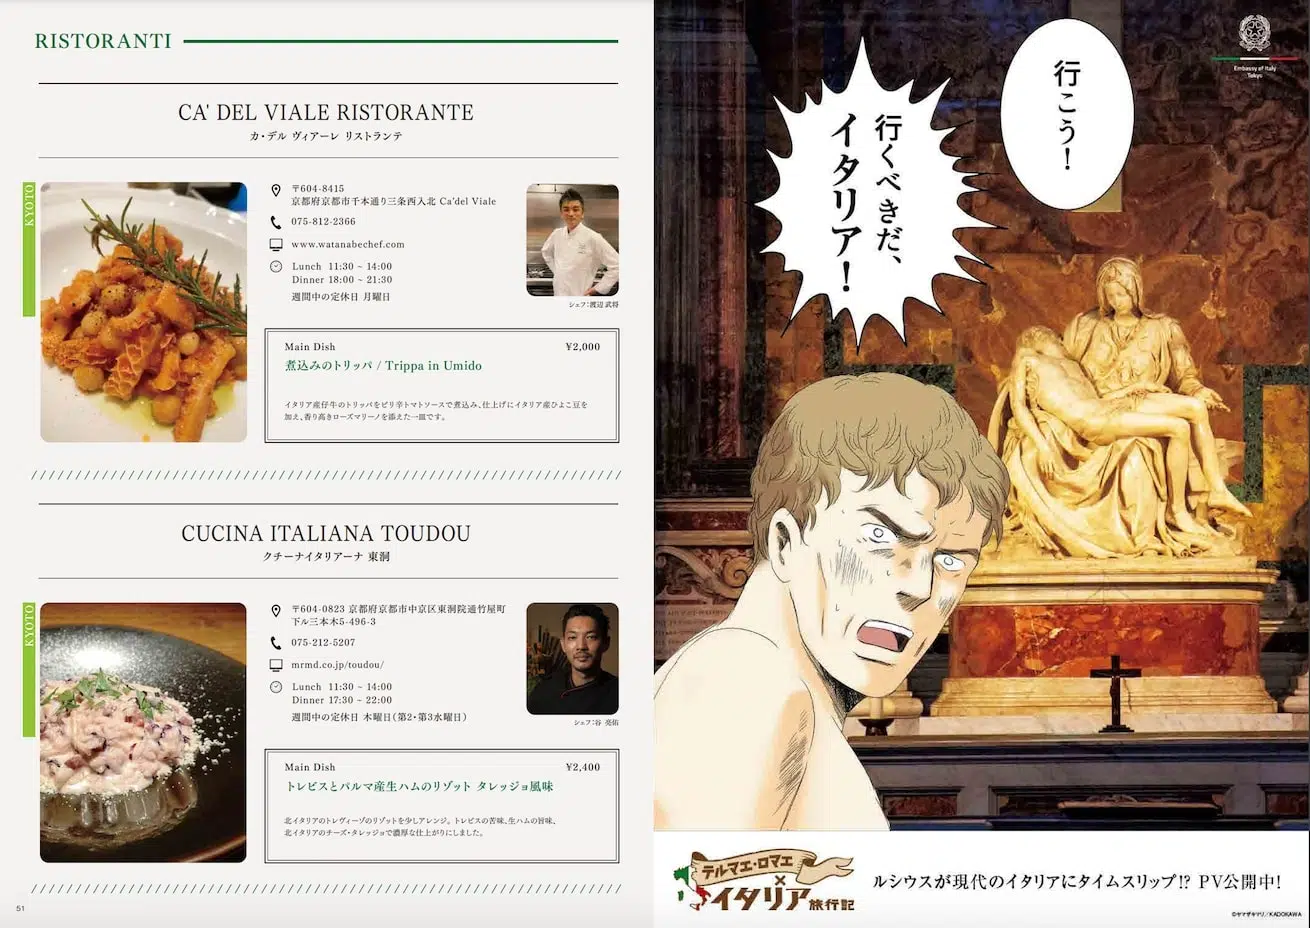 RISTORANTI
CA' DEL VIALE RISTORANTE
カ・デル ヴィアーレ リストランテ
KYOTO
〒604-8415
京都府京都市千本通り三条西入北 Ca'del Viale
075-812-2366
www.watanabechef.com
Lunch 11:30 ~ 14:00
Dinner 18:00 ~ 21:30
週間中の定休日 月曜日
シェフ:渡辺 武将
Main Dish ¥2,000
煮込みのトリッパ / Trippa in Umido
イタリア産仔牛のトリッパをピリ辛トマトソースで煮込み、仕上げにイタリア産ひよこ豆を
加え、香り高きローズマリーノを添えた一皿です。
CUCINA ITALIANA TOUDOU
クチーナイタリアーナ 東洞
KYOTO
〒604-0823 京都府京都市中京区東洞院通竹屋町
下ル三本木5-496-3
075-212-5207
mrmd.co.jp/toudou/
Lunch 11:30 ~ 14:00
Dinner 17:30 ~ 22:00
週間中の定休日 木曜日(第2・第3水曜日)
シェフ:谷 亮佑
Main Dish ¥2,400
トレビスとパルマ産生ハムのリゾット タレッジョ風味
北イタリアのトレヴィーゾのリゾットを少しアレンジ。トレビスの苦味、生ハムの旨味、
北イタリアのチーズ・タレッジョで濃厚な仕上がりにしました。
51
Embassy of Italy
Tokyo
行こう!
行くべきだ、
イタリア!
テルマエ・ロマエ
×
イタリア旅行記
ルシウスが現代のイタリアにタイムスリップ!? PV公開中!
©ヤマザキマリ/KADOKAWA